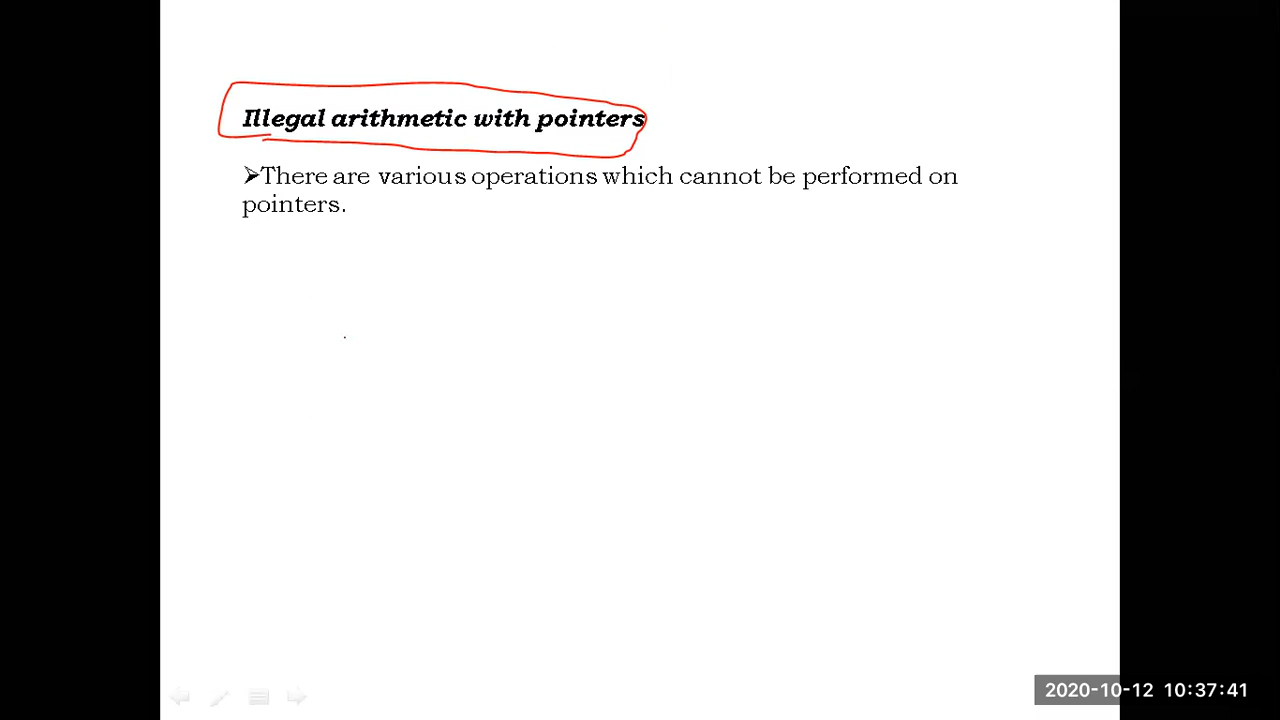 Illegal arithmetic with pointers
➢There are various operations which cannot be performed on
pointers.
2020-10-12 10:37:41